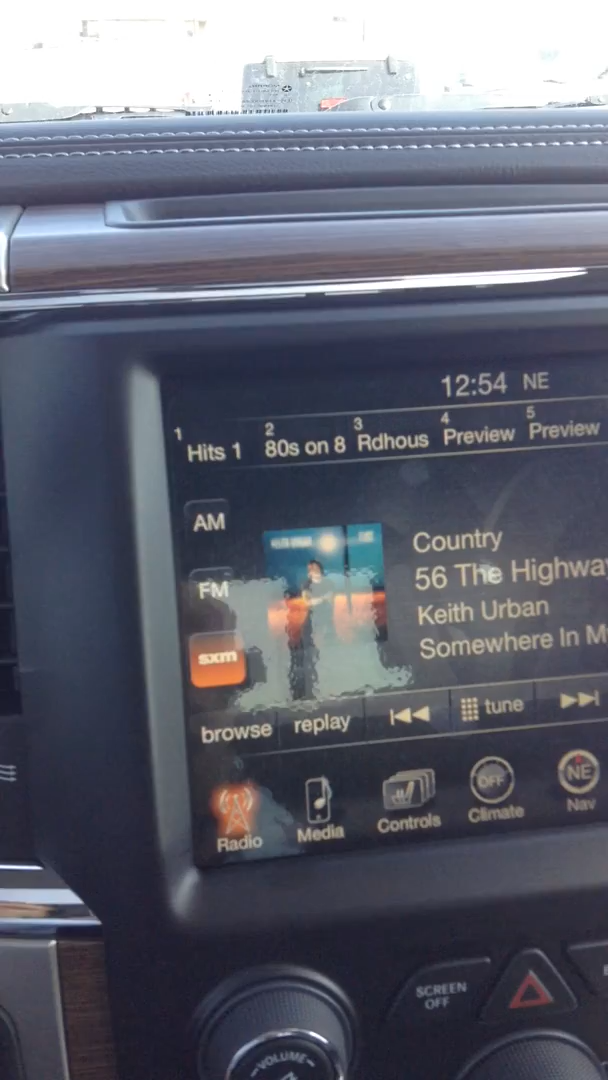 12:54 NE
1 Hits 1 2 80s on 8 3 Rdhous 4 Preview 5 Preview
AM
Country
FM
56 The Highway
Keith Urban
sxm
Somewhere In M
browse replay tune
OFF NE
Radio Media Controls Climate Nav
SCREEN
OFF
VOLUME